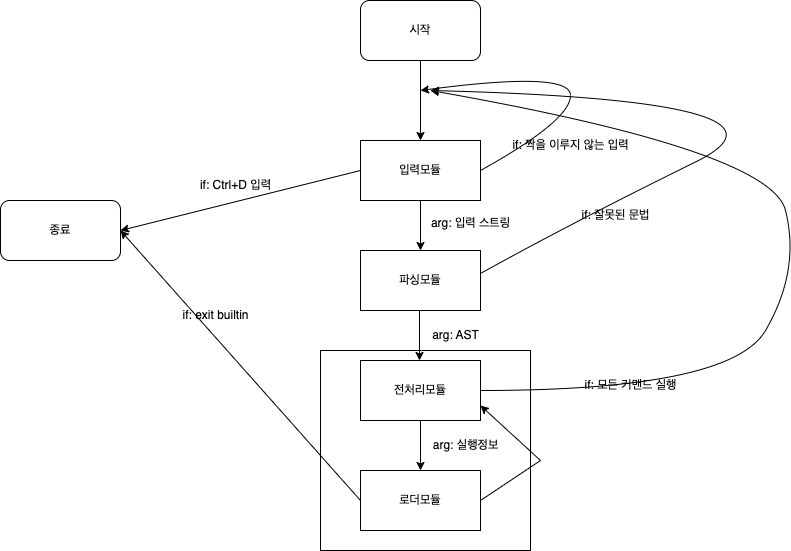 시작
if: 짝을 이루지 않는 입력
입력모듈
if: Ctrl+D 입력
if: 잘못된 문법
arg: 입력 스트링
종료
파싱모듈
if: exit builtin
arg: AST
if: 모든 커맨드 실행
전처리모듈
arg: 실행정보
로더모듈